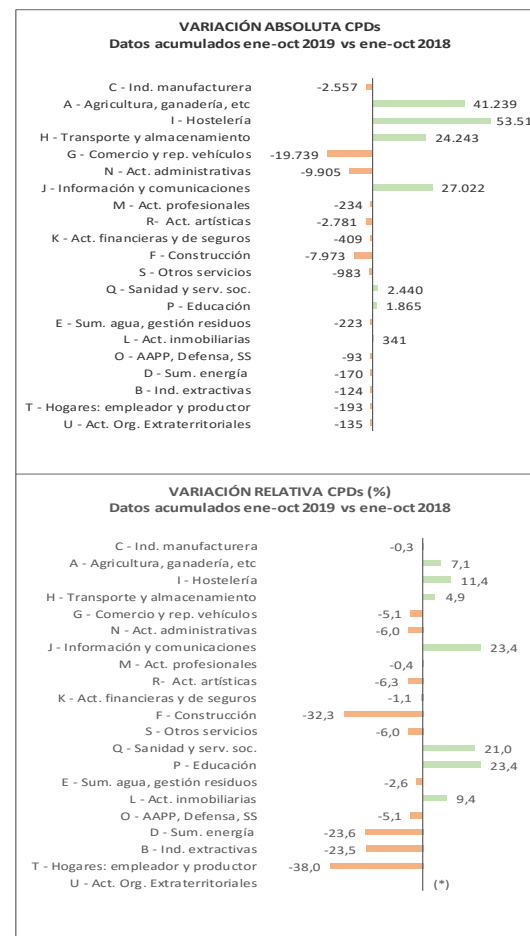 VARIACIÓN ABSOLUTA CPDs
Datos acumulados ene-oct 2019 vs ene-oct 2018
C - Ind. manufacturera -2.557
A - Agricultura, ganadería, etc 41.239
I - Hostelería 53.51
H - Transporte y almacenamiento 24.243
G - Comercio y rep. vehículos -19.739
N - Act. administrativas -9.905
J - Información y comunicaciones 27.022
M - Act. profesionales -234
R- Act. artísticas -2.781
K - Act. financieras y de seguros -409
F - Construcción -7.973
S - Otros servicios -983
Q - Sanidad y serv. soc. 2.440
P - Educación 1.865
E - Sum. agua, gestión residuos -223
L - Act. inmobiliarias 341
O - AAPP, Defensa, SS -93
D - Sum. energía -170
B - Ind. extractivas -124
T - Hogares: empleador y productor -193
U - Act. Org. Extraterritoriales -135
VARIACIÓN RELATIVA CPDs (%)
Datos acumulados ene-oct 2019 vs ene-oct 2018
C - Ind. manufacturera -0,3
A - Agricultura, ganadería, etc 7,1
I - Hostelería 11,4
H - Transporte y almacenamiento 4,9
G - Comercio y rep. vehículos -5,1
N - Act. administrativas -6,0
J - Información y comunicaciones 23,4
M - Act. profesionales -0,4
R- Act. artísticas -6,3
K - Act. financieras y de seguros -1,1
F - Construcción -32,3
S - Otros servicios -6,0
Q - Sanidad y serv. soc. 21,0
P - Educación 23,4
E - Sum. agua, gestión residuos -2,6
L - Act. inmobiliarias 9,4
O - AAPP, Defensa, SS -5,1
D - Sum. energía -23,6
B - Ind. extractivas -23,5
T - Hogares: empleador y productor -38,0
U - Act. Org. Extraterritoriales (*)